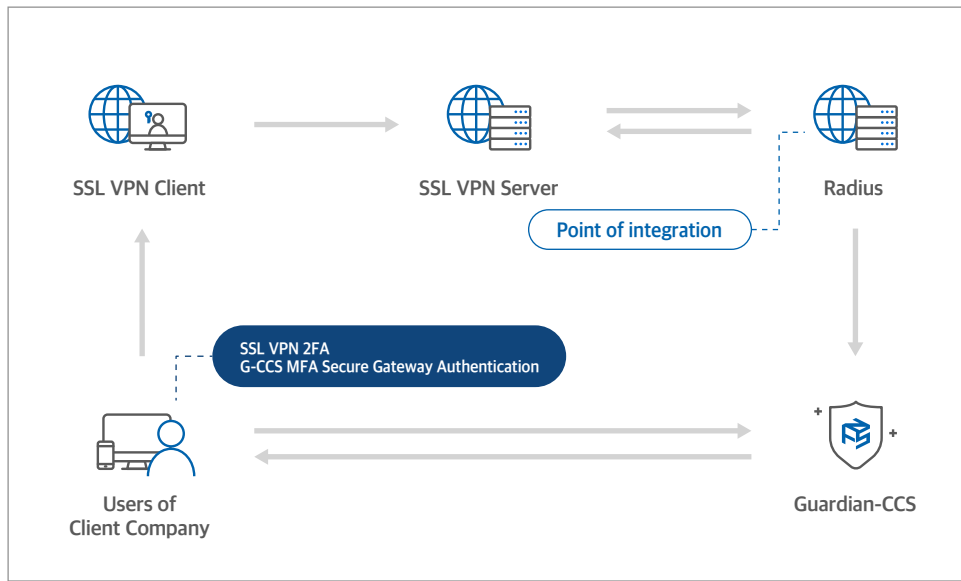 SSL VPN Client
SSL VPN Server
Radius
Point of integration
SSL VPN 2FA
G-CCS MFA Secure Gateway Authentication
Users of
Client Company
Guardian-CCS